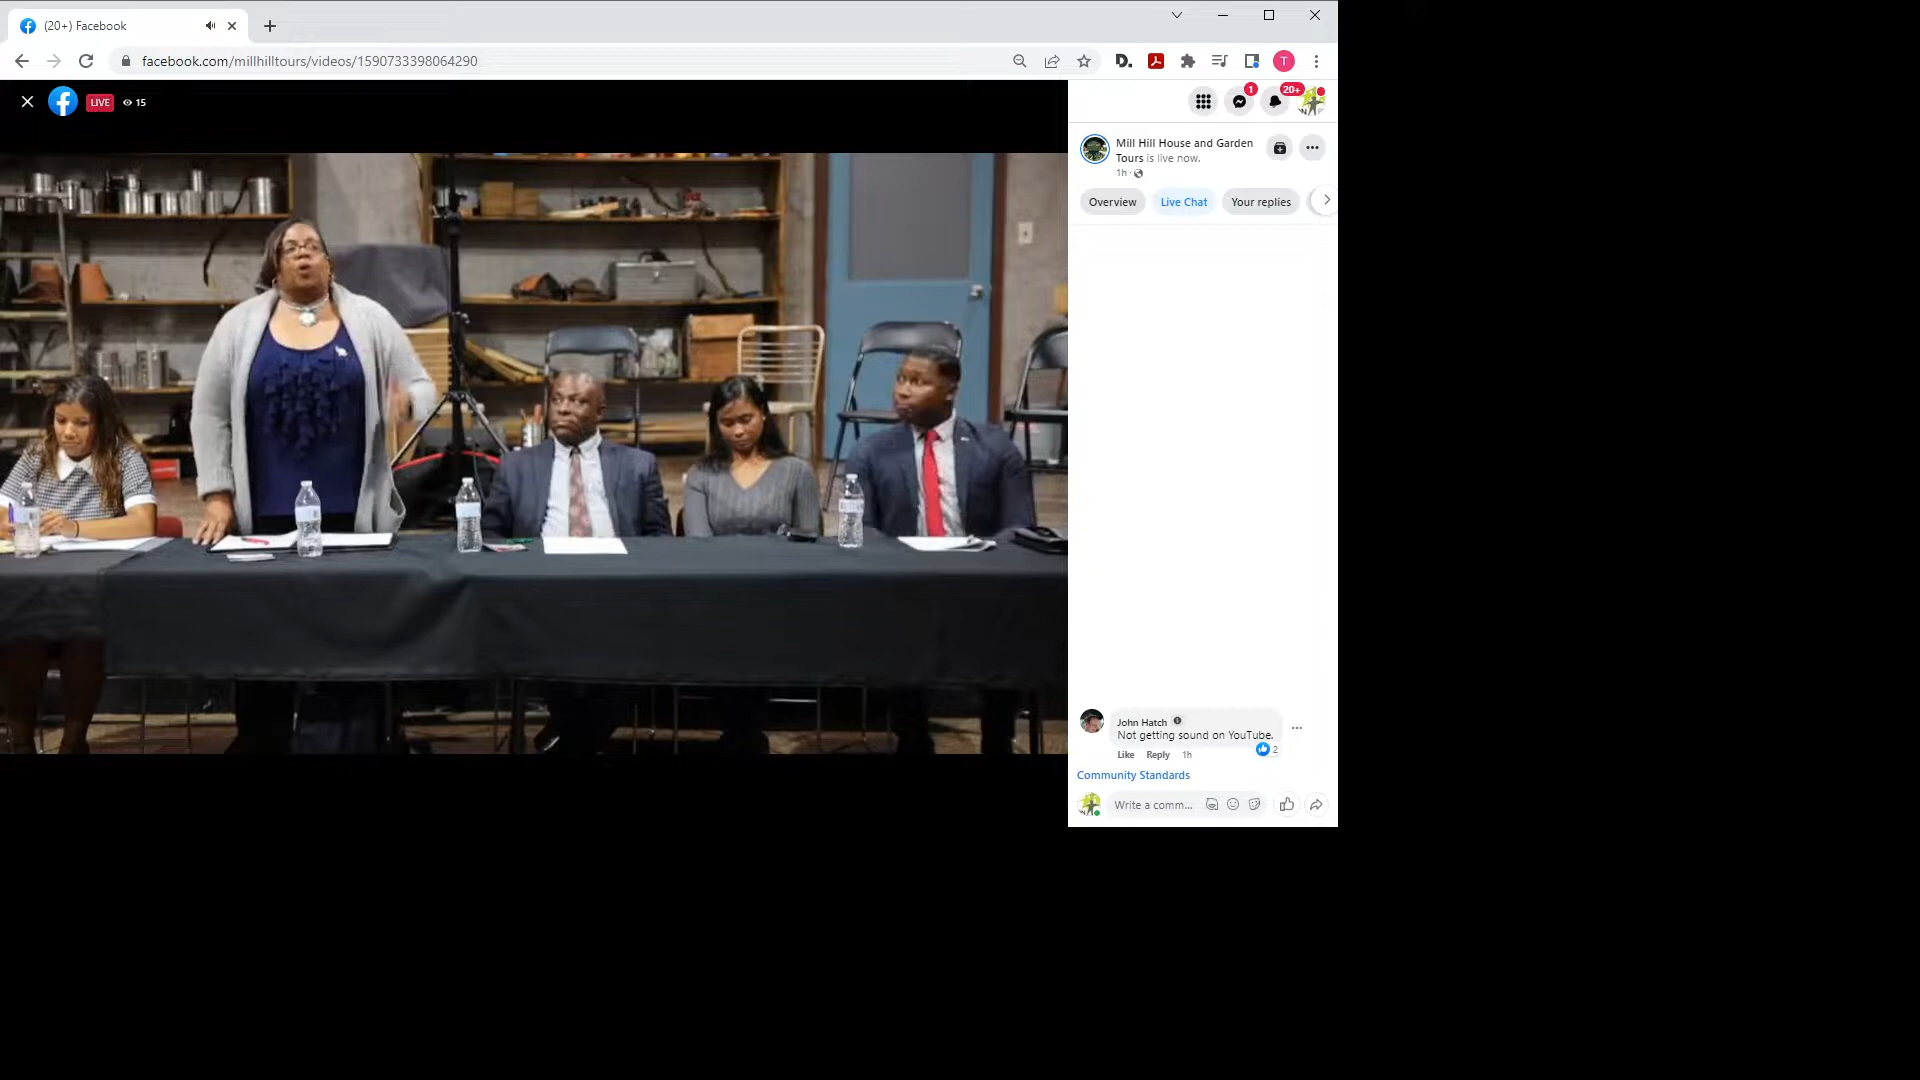 (20+) Facebook
facebook.com/millhilltours/videos/1590733398064290
D.
T
LIVE
15
1
20+
Mill Hill House and Garden
Tours is live now.
1h ·
Overview
Live Chat
Your replies
John Hatch
Not getting sound on YouTube.
Like Reply 1h
2
Community Standards
Write a comm...